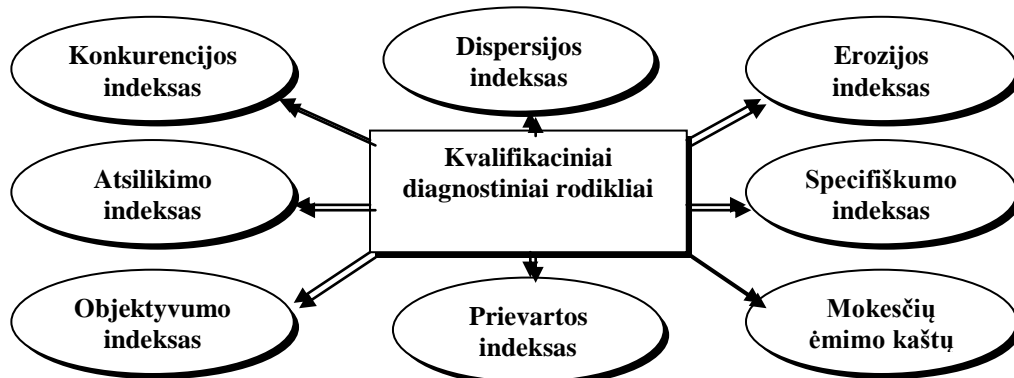 Konkurencijos
indeksas
Dispersijos
indeksas
Erozijos
indeksas
Kvalifikaciniai
diagnostiniai rodikliai
Atsilikimo
indeksas
Specifiškumo
indeksas
Objektyvumo
indeksas
Prievartos
indeksas
Mokesčių
ėmimo kaštų